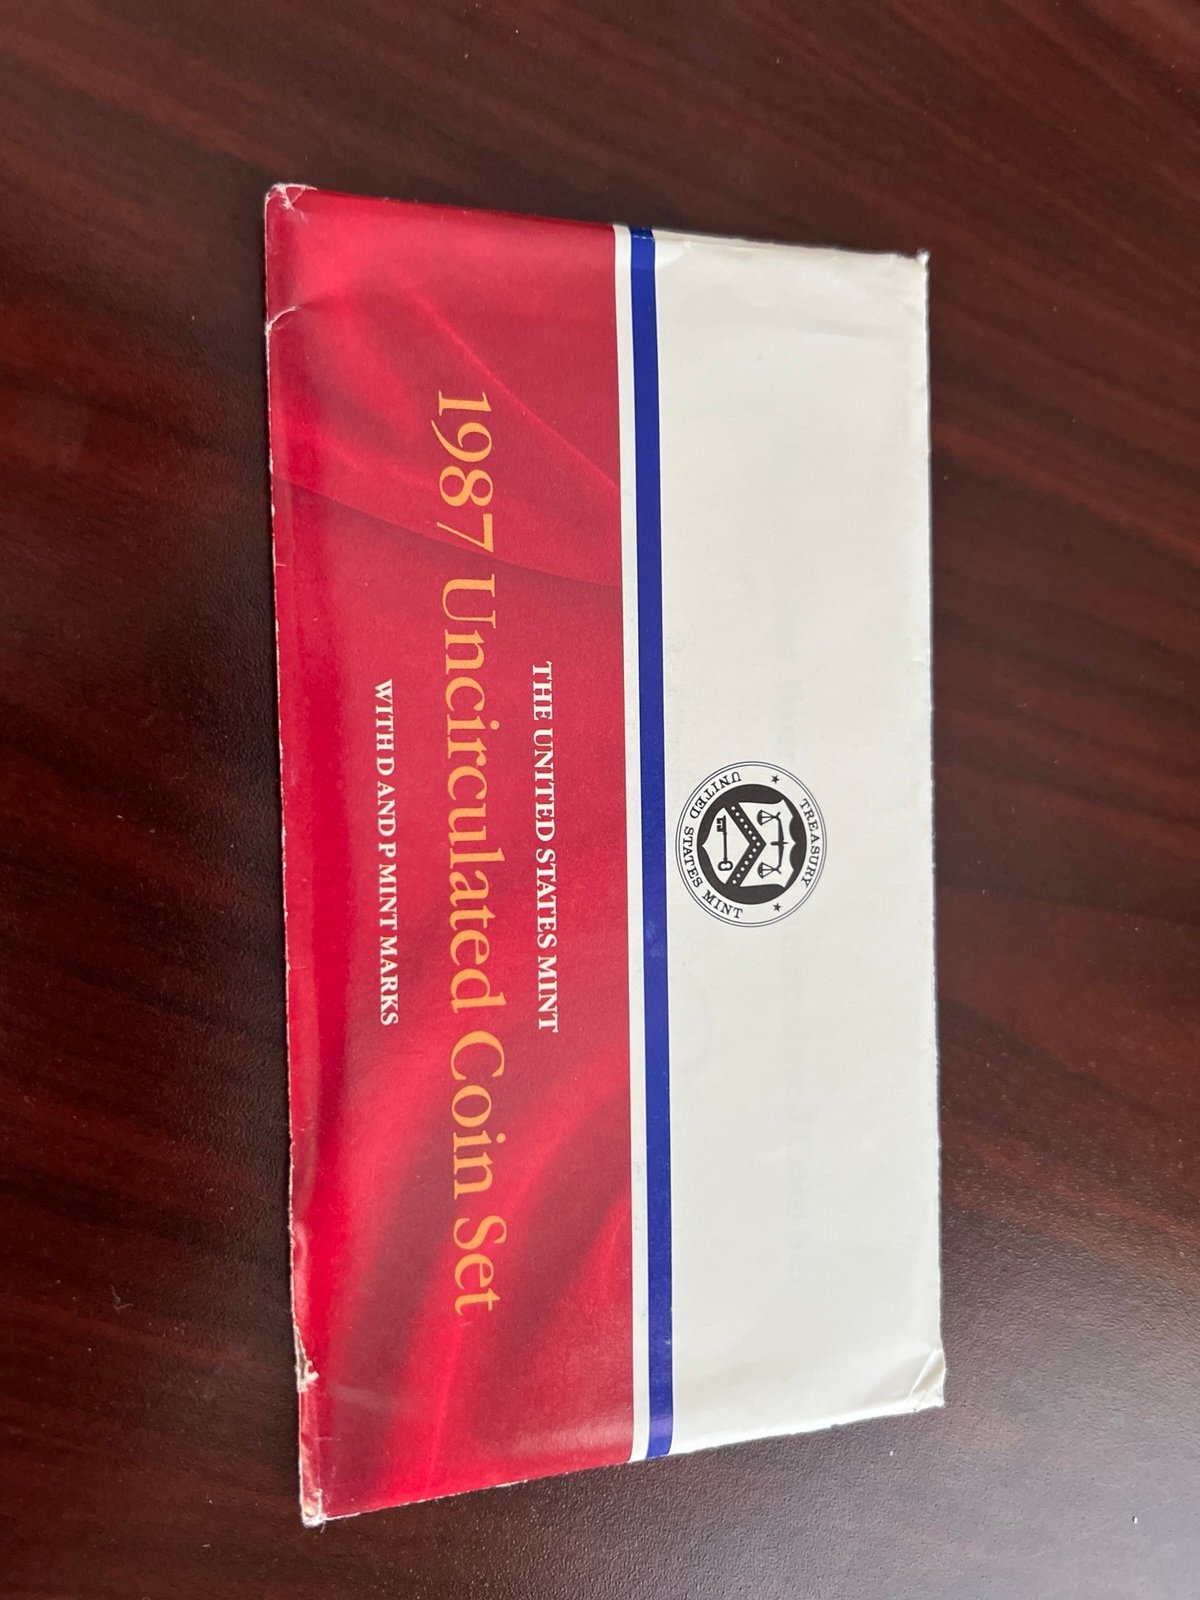 TREASURY
UNITED STATES MINT
THE UNITED STATES MINT
1987 Uncirculated Coin Set
WITH D AND P MINT MARKS